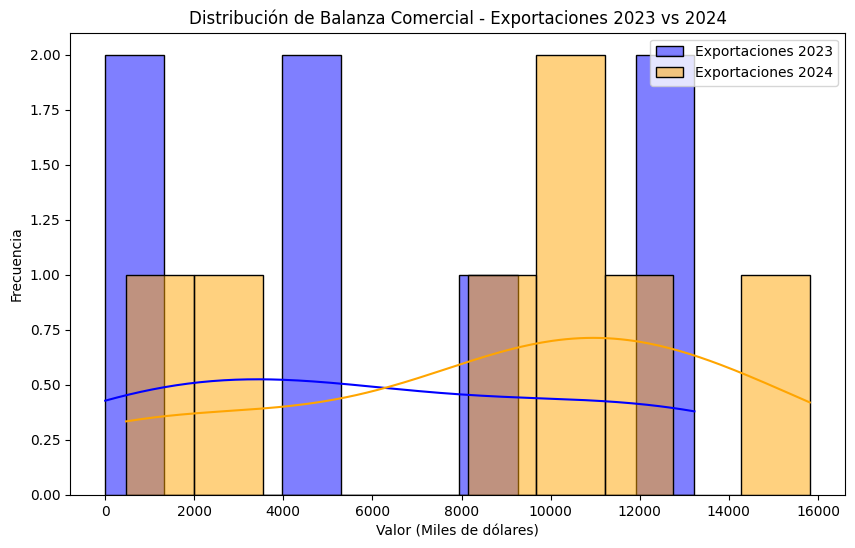 Distribución de Balanza Comercial - Exportaciones 2023 vs 2024
Exportaciones 2023
Exportaciones 2024
Frecuencia
2.00
1.75
1.50
1.25
1.00
0.75
0.50
0.25
0.00
0 2000 4000 6000 8000 10000 12000 14000 16000
Valor (Miles de dólares)